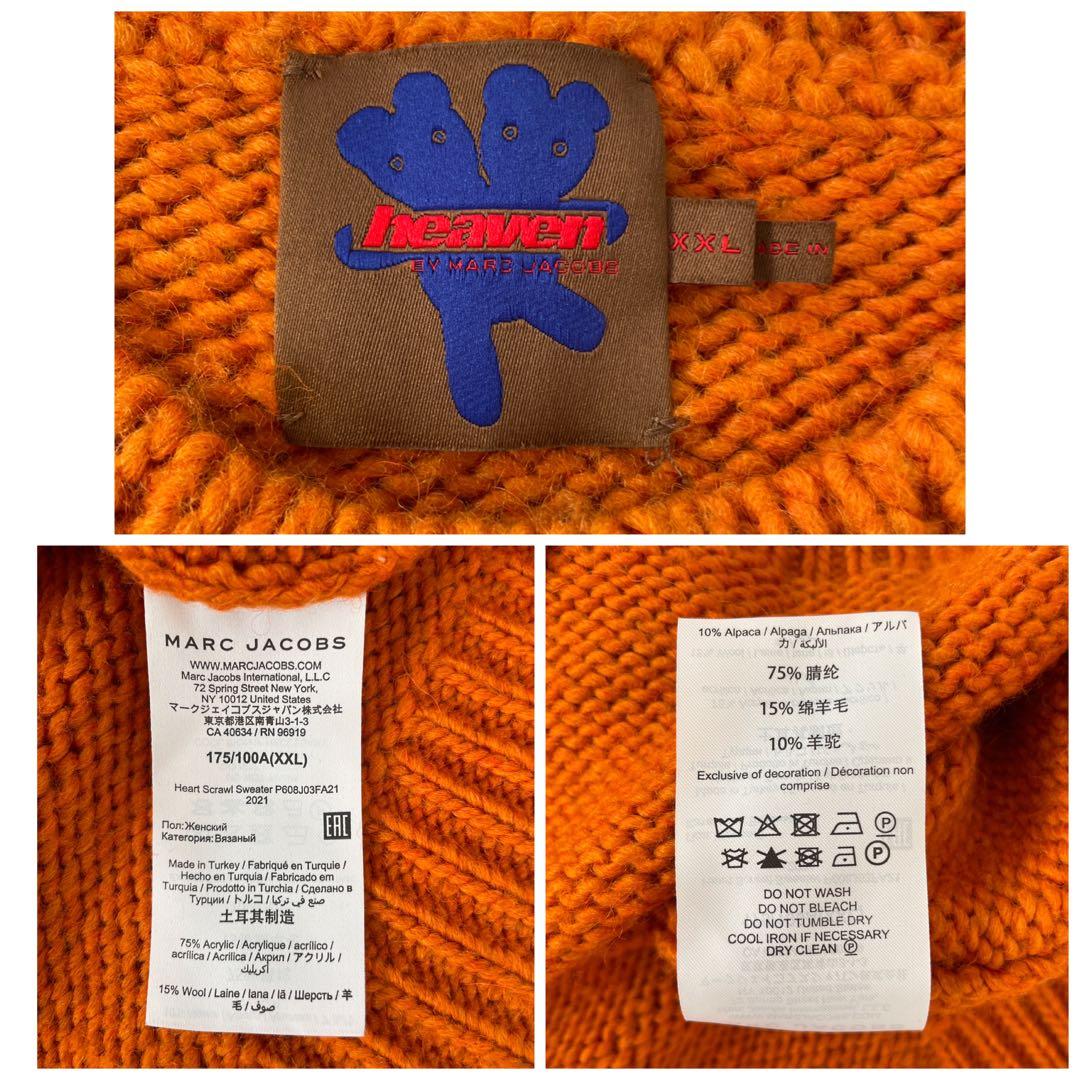 heaven
BY MARC JACOBS
XXL
MADE IN
MARC JACOBS
WWW.MARCJACOBS.COM
Marc Jacobs International, L.L.C
72 Spring Street New York,
NY 10012 United States
マークジェイコブスジャパン株式会社
東京都港区南青山3-1-3
CA 40634 / RN 96919
175/100A(XXL)
Heart Scrawl Sweater P608J03FA21
2021
Пол:Женский
Категория:Вязаный
EAC
Made in Turkey / Fabriqué en Turquie /
Hecho en Turquía / Fabricado em
Turquia / Prodotto in Turchia / Сделано в
Турции / トルコ / صنع في تركيا
土耳其制造
75% Acrylic / Acrylique / acrílico /
acrílica / Acrilica / Акрил / アクリル /
أكريليك
15% Wool / Laine / lana / lã / Шерсть / 羊
毛 / صوف
10% Alpaca / Alpaga / Альпака / アルパ
カ / الألبكة
75% 腈纶
15% 绵羊毛
10% 羊驼
Exclusive of decoration / Décoration non
comprise
P
P
DO NOT WASH
DO NOT BLEACH
DO NOT TUMBLE DRY
COOL IRON IF NECESSARY
DRY CLEAN P